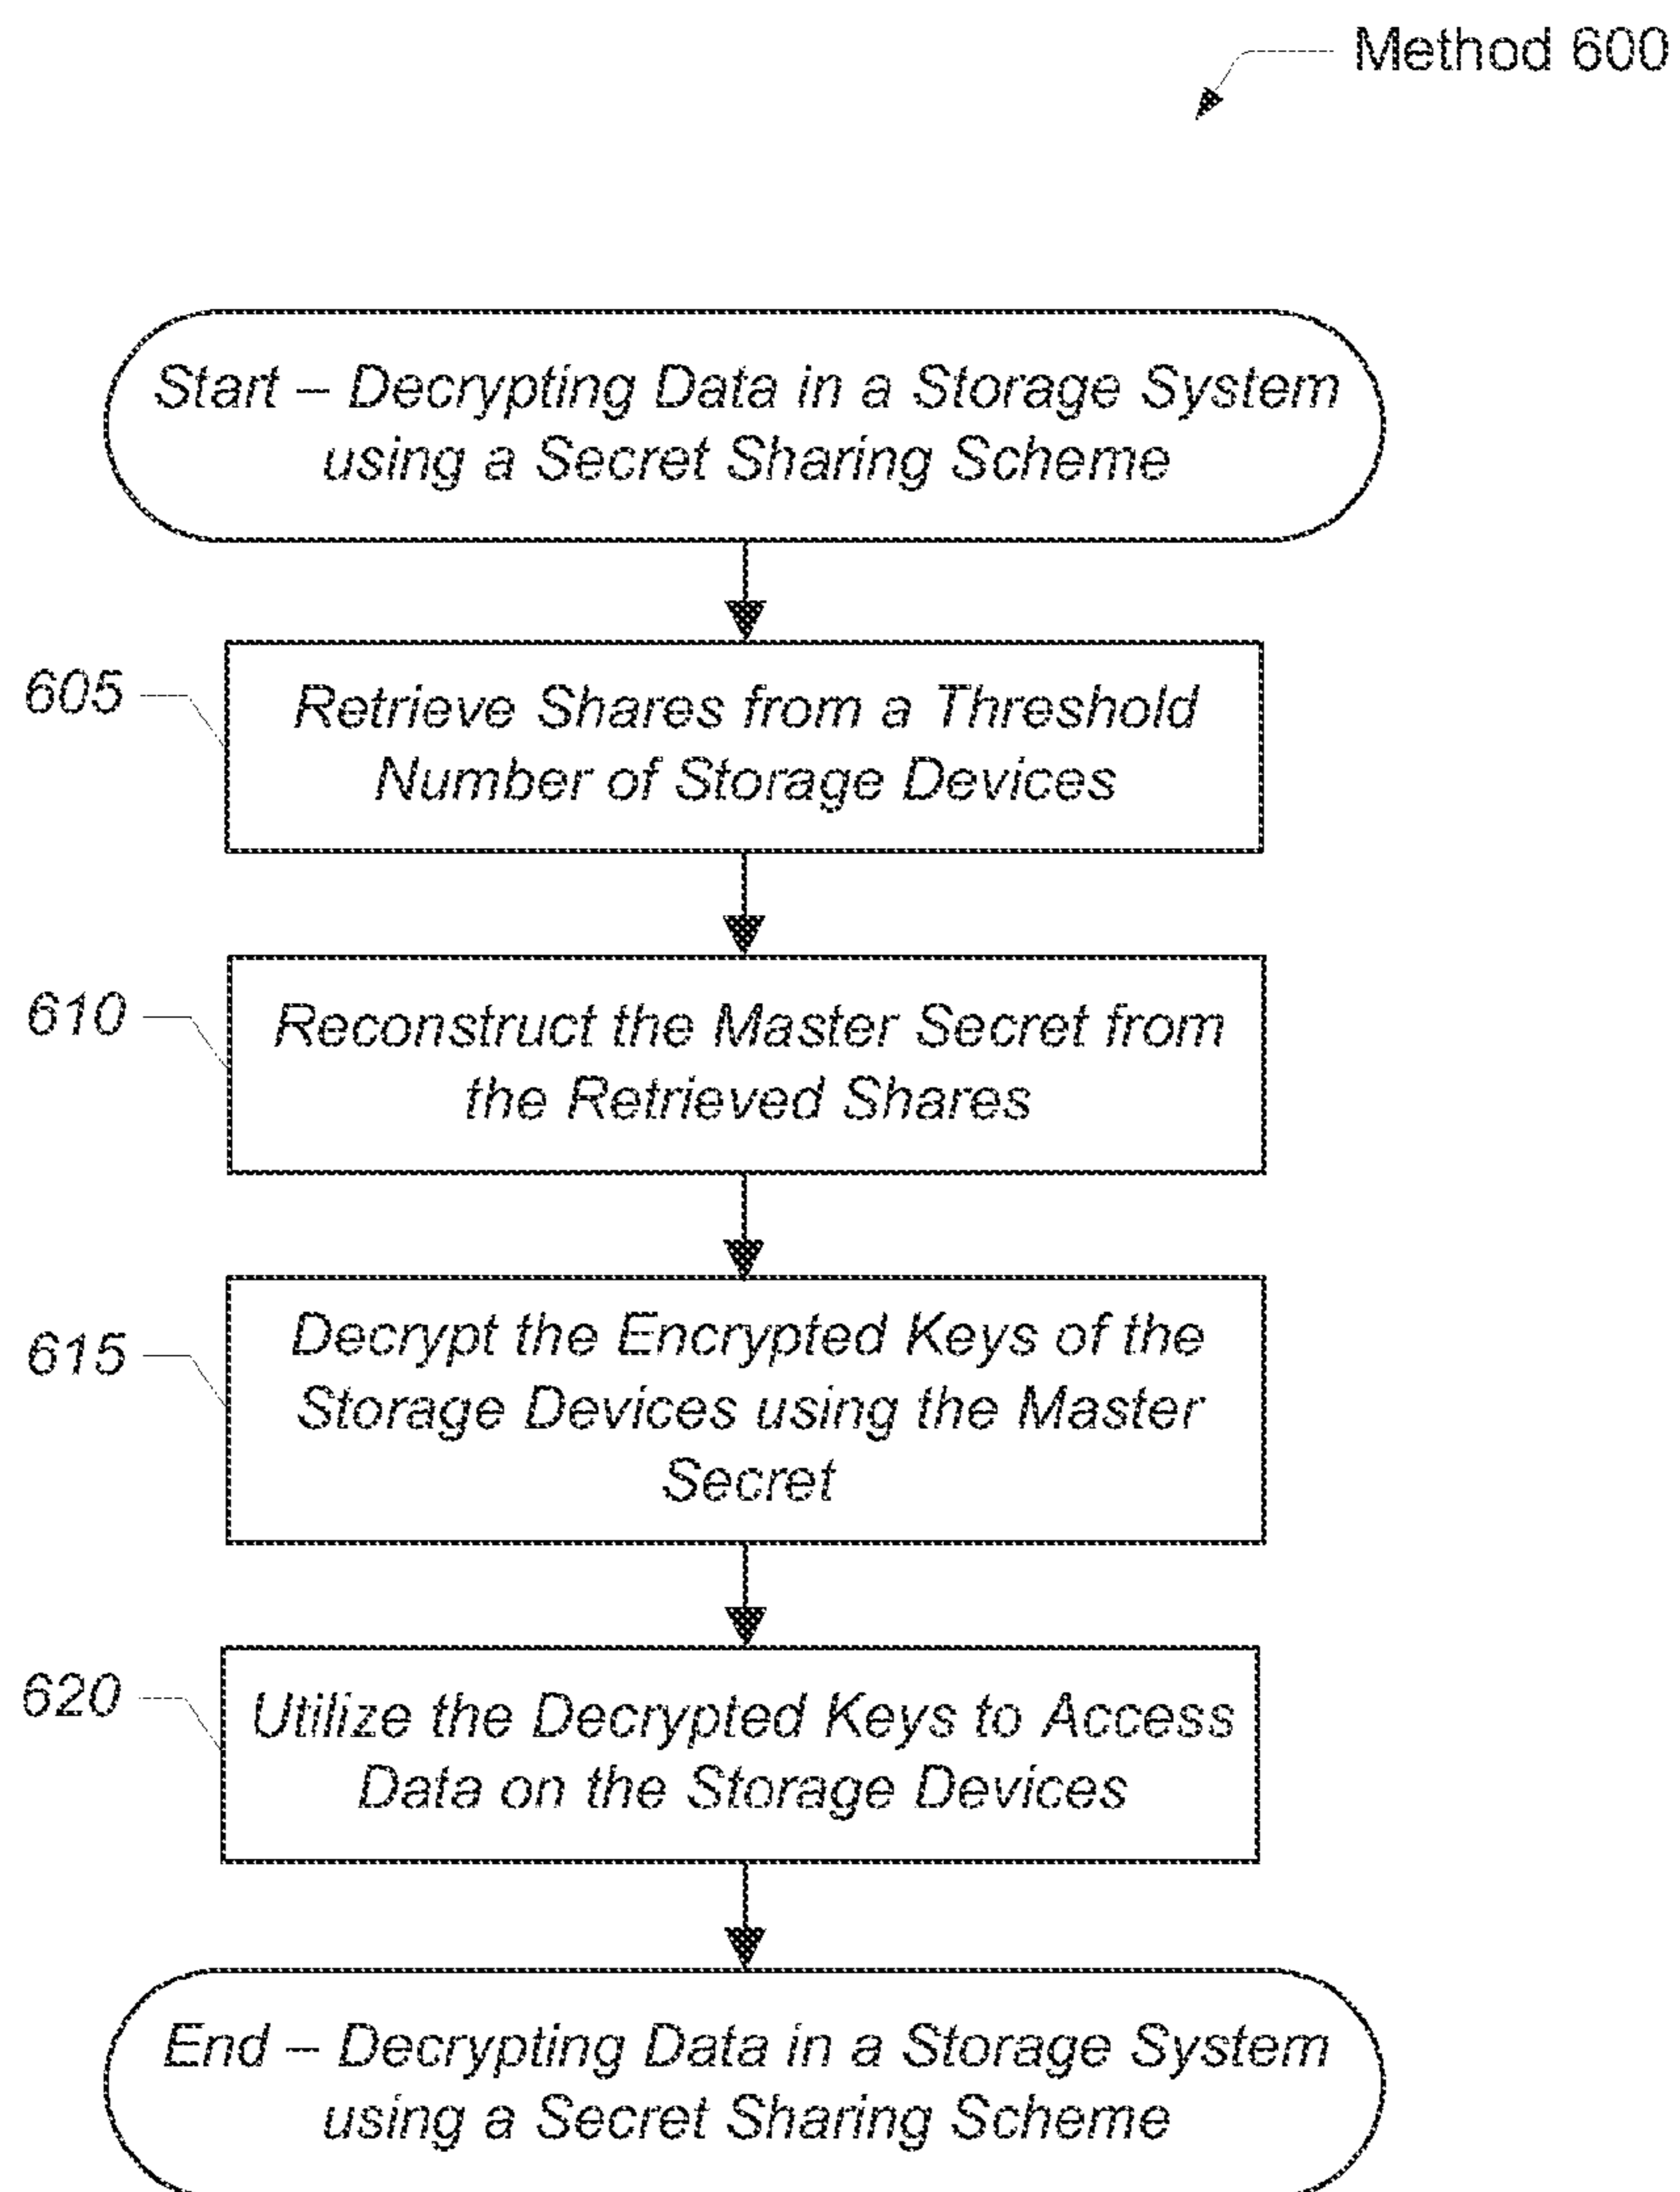 Method 600
Start – Decrypting Data in a Storage System
using a Secret Sharing Scheme
605
Retrieve Shares from a Threshold
Number of Storage Devices
610
Reconstruct the Master Secret from
the Retrieved Shares
615
Decrypt the Encrypted Keys of the
Storage Devices using the Master
Secret
620
Utilize the Decrypted Keys to Access
Data on the Storage Devices
End – Decrypting Data in a Storage System
using a Secret Sharing Scheme